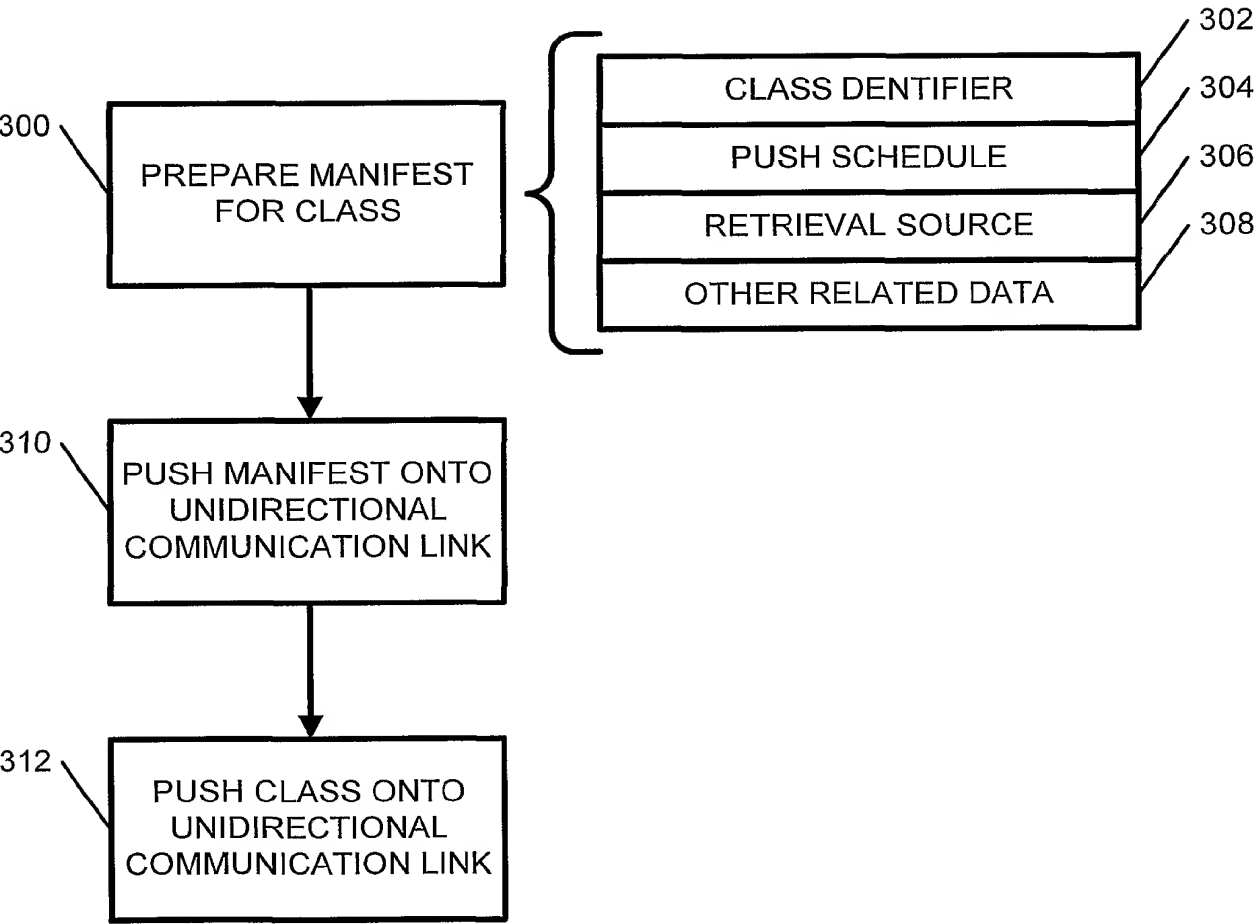 302
CLASS DENTIFIER
304
300
PREPARE MANIFEST
FOR CLASS
PUSH SCHEDULE
306
RETRIEVAL SOURCE
308
OTHER RELATED DATA
310
PUSH MANIFEST ONTO
UNIDIRECTIONAL
COMMUNICATION LINK
312
PUSH CLASS ONTO
UNIDIRECTIONAL
COMMUNICATION LINK